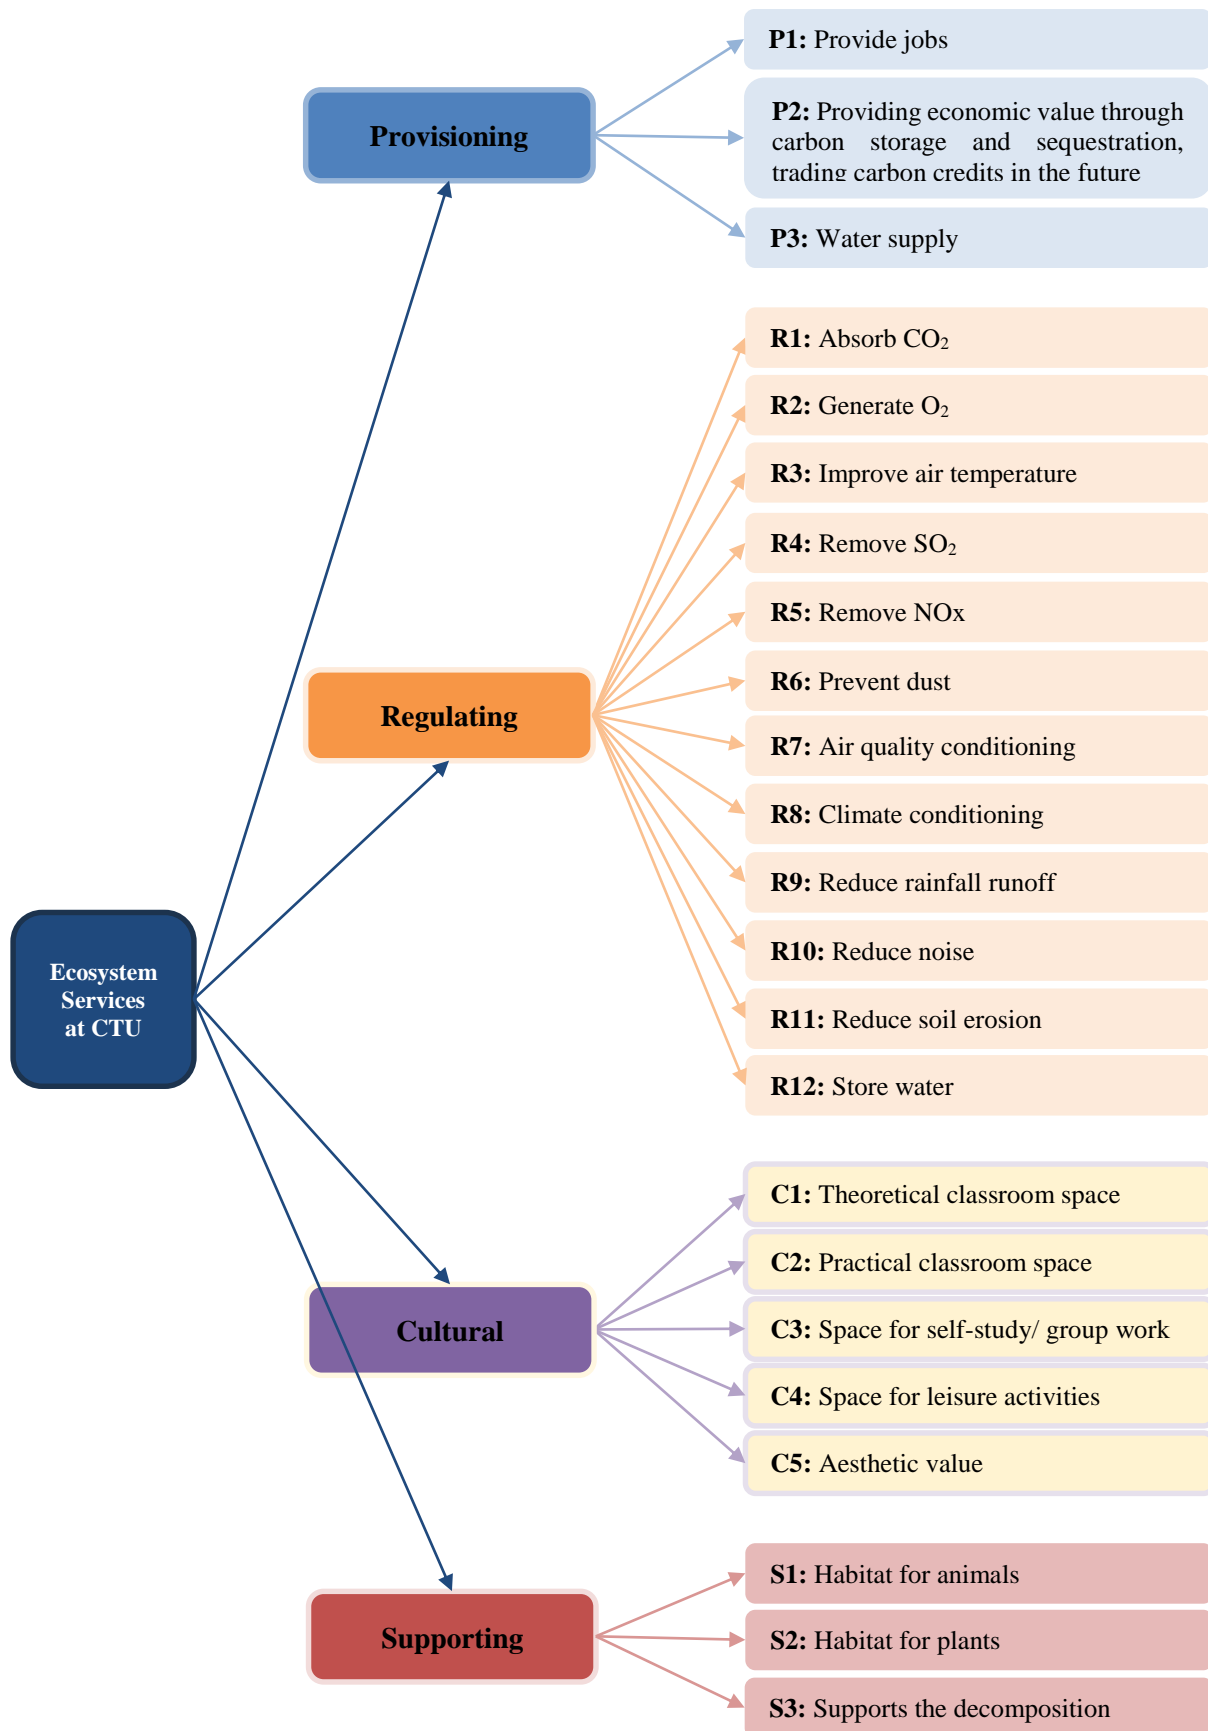 P1: Provide jobs
Provisioning
P2: Providing economic value through
carbon storage and sequestration,
trading carbon credits in the future
P3: Water supply
R1: Absorb CO₂
R2: Generate O₂
R3: Improve air temperature
R4: Remove SO₂
R5: Remove NOx
R6: Prevent dust
Regulating
R7: Air quality conditioning
R8: Climate conditioning
R9: Reduce rainfall runoff
R10: Reduce noise
R11: Reduce soil erosion
R12: Store water
Ecosystem
Services
at CTU
C1: Theoretical classroom space
C2: Practical classroom space
Cultural
C3: Space for self-study/ group work
C4: Space for leisure activities
C5: Aesthetic value
S1: Habitat for animals
Supporting
S2: Habitat for plants
S3: Supports the decomposition